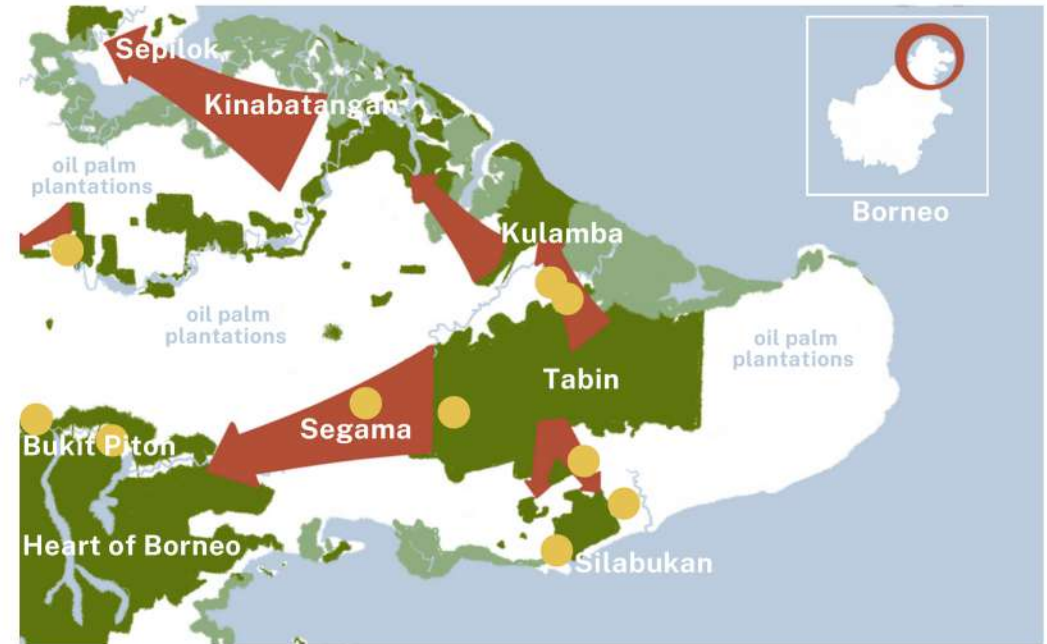 Sepilok
Kinabatangan
oil palm
plantations
Borneo
Kulamba
oil palm
plantations
oil palm
plantations
Tabin
Segama
Bukit Piton
Heart of Borneo
Silabukan